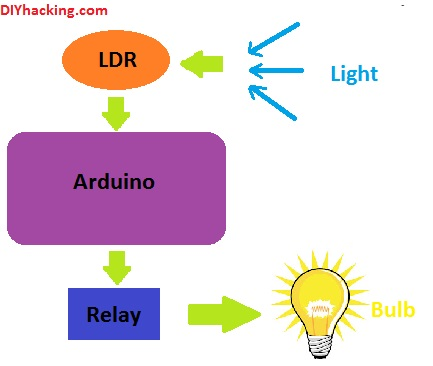 DIYhacking.com
LDR
Light
Arduino
Relay
Bulb